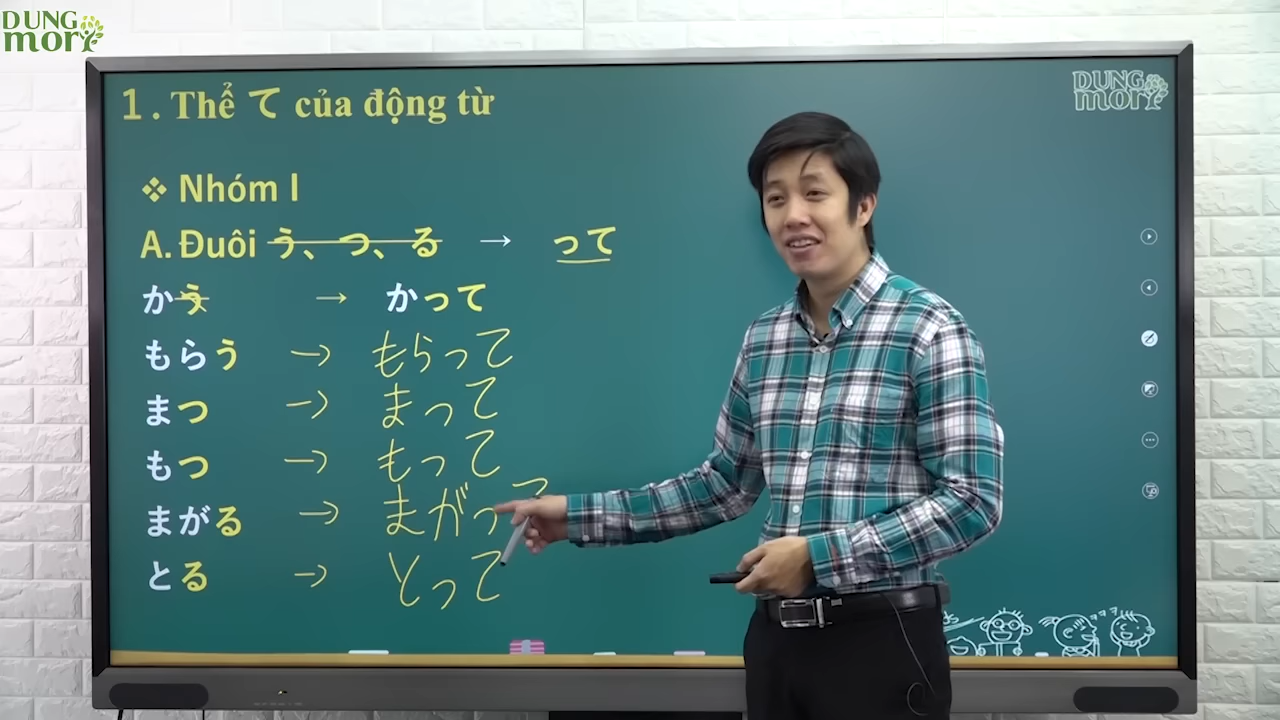 DUNG
mori
DUNG
mori
1. Thể て của động từ
❖ Nhóm I
A. Đuôi う、つ、る → って
かう → かって
もらう → もらって
まつ → まって
もつ → もって
まがる → まがって
とる → とって